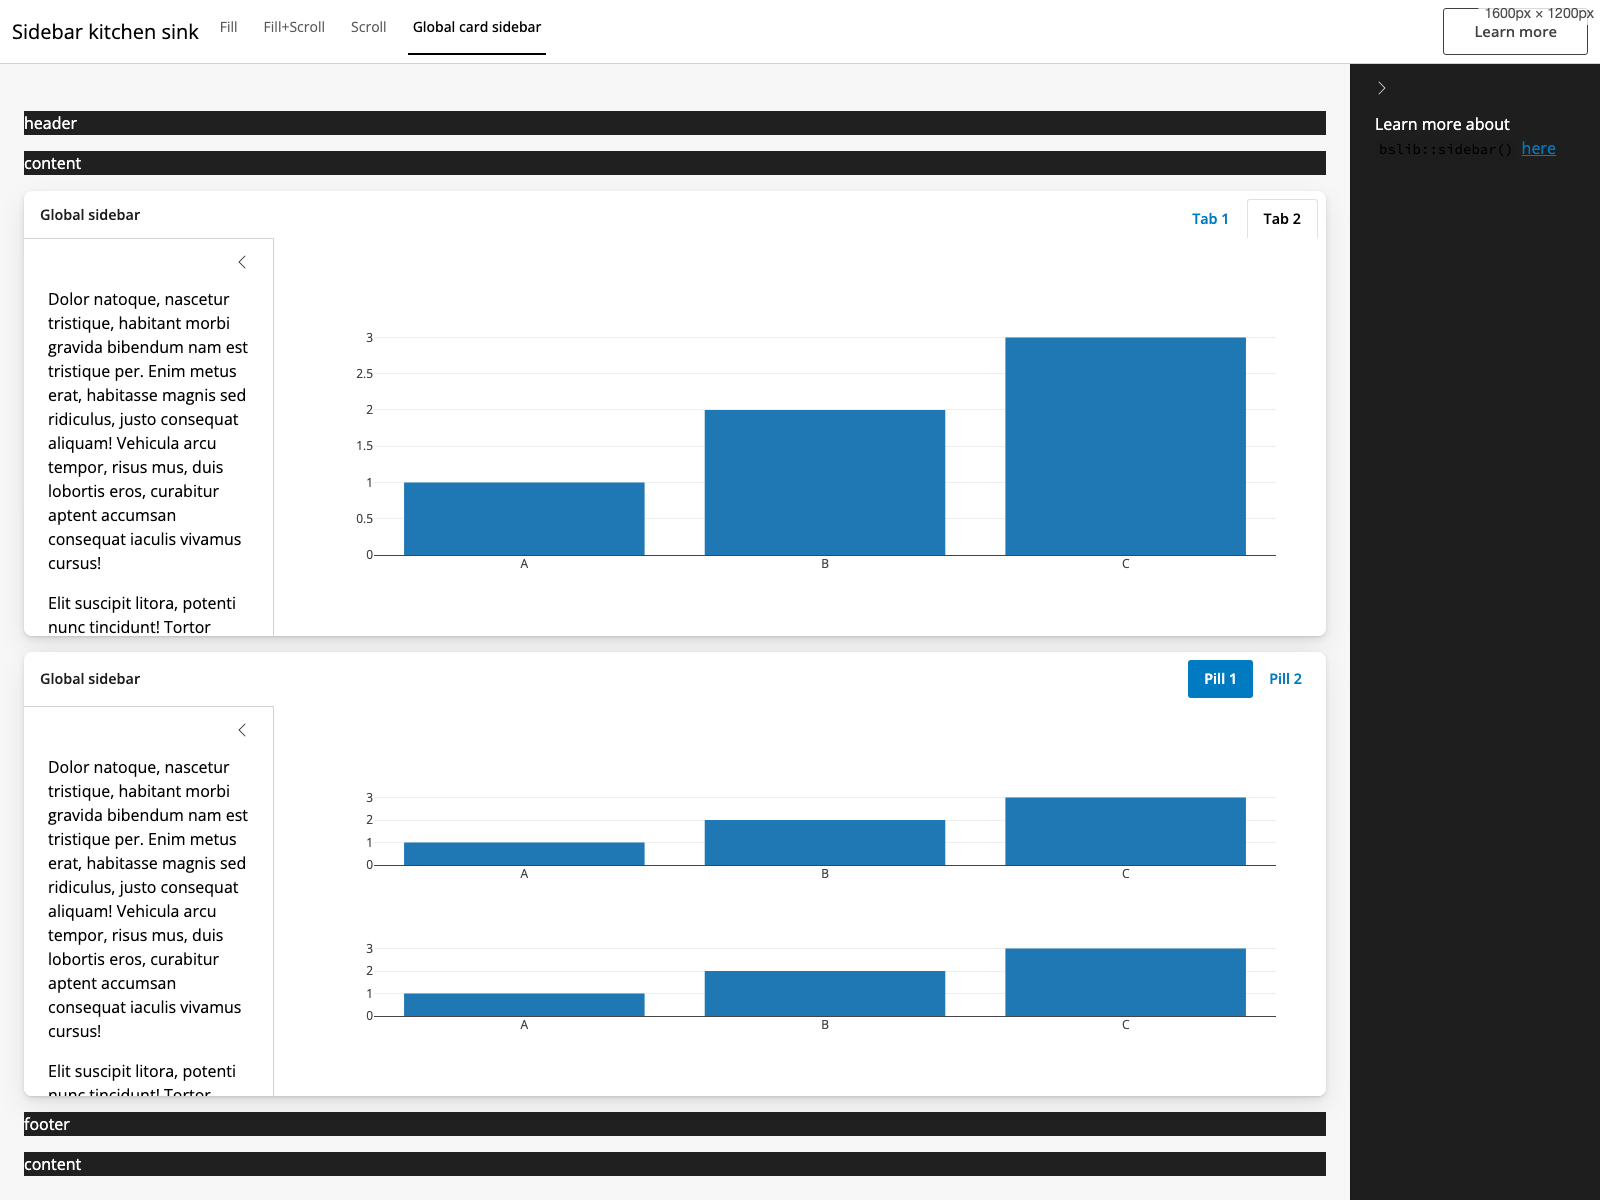 Sidebar kitchen sink
Fill
Fill+Scroll
Scroll
Global card sidebar
1600px × 1200px
Learn more
Learn more about
bslib::sidebar() here
header
content
Global sidebar
Tab 1
Tab 2
Dolor natoque, nascetur
tristique, habitant morbi
gravida bibendum nam est
tristique per. Enim metus
erat, habitasse magnis sed
ridiculus, justo consequat
aliquam! Vehicula arcu
tempor, risus mus, duis
lobortis eros, curabitur
aptent accumsan
consequat iaculis vivamus
cursus!
Elit suscipit litora, potenti
nunc tincidunt! Tortor
3
2.5
2
1.5
1
0.5
0
A
B
C
Global sidebar
Pill 1
Pill 2
Dolor natoque, nascetur
tristique, habitant morbi
gravida bibendum nam est
tristique per. Enim metus
erat, habitasse magnis sed
ridiculus, justo consequat
aliquam! Vehicula arcu
tempor, risus mus, duis
lobortis eros, curabitur
aptent accumsan
consequat iaculis vivamus
cursus!
Elit suscipit litora, potenti
nunc tincidunt! Tortor
3
2
1
0
A
B
C
3
2
1
0
A
B
C
footer
content